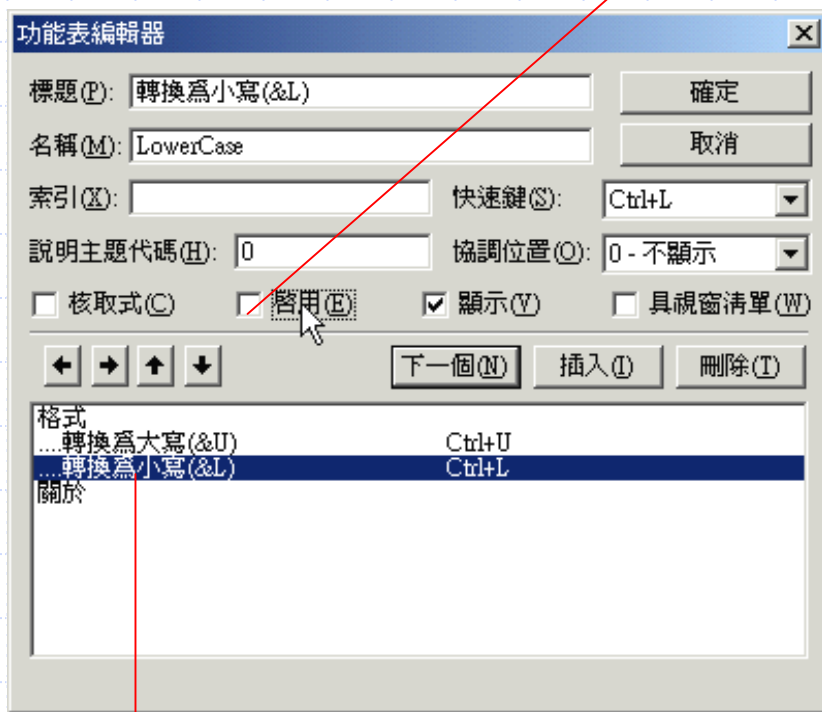 功能表編輯器
標題(P): 轉換爲小寫(&L) 確定
名稱(M): LowerCase 取消
索引(X): 快速鍵(S): Ctrl+L
說明主題代碼(H): 0 協調位置(O): 0 - 不顯示
核取式(C) 啓用(E) 顯示(V) 具視窗清單(W)
下一個(N) 插入(I) 刪除(T)
格式
....轉換爲大寫(&U) Ctrl+U
....轉換爲小寫(&L) Ctrl+L
關於